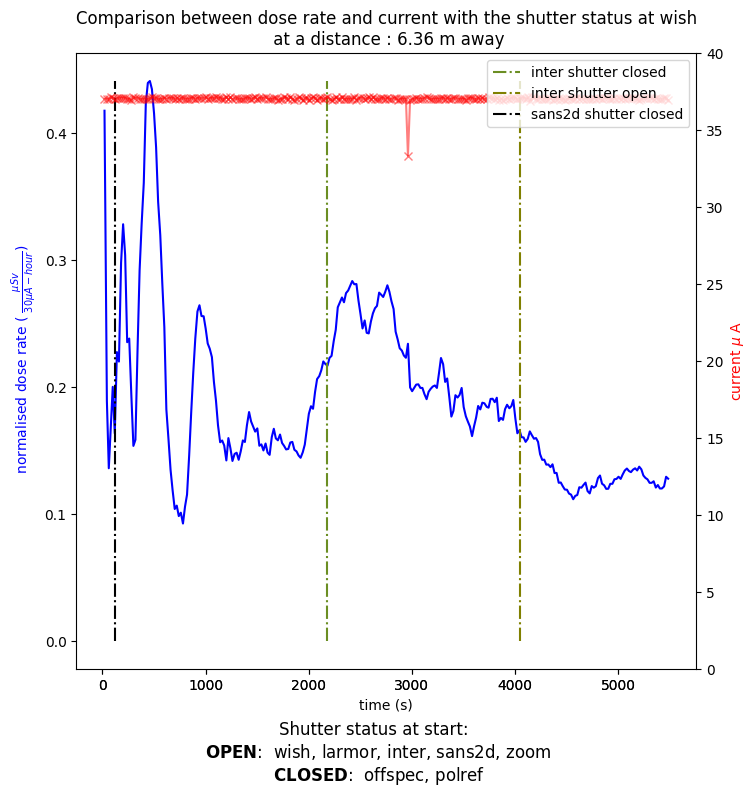 Comparison between dose rate and current with the shutter status at wish
at a distance : 6.36 m away
inter shutter closed
inter shutter open
sans2d shutter closed
normalised dose rate ( μSv / 30μA − hour )
0.4
0.3
0.2
0.1
0.0
40
35
30
25
20
15
10
5
0
current μ A
0 1000 2000 3000 4000 5000
time (s)
Shutter status at start:
OPEN: wish, larmor, inter, sans2d, zoom
CLOSED: offspec, polref